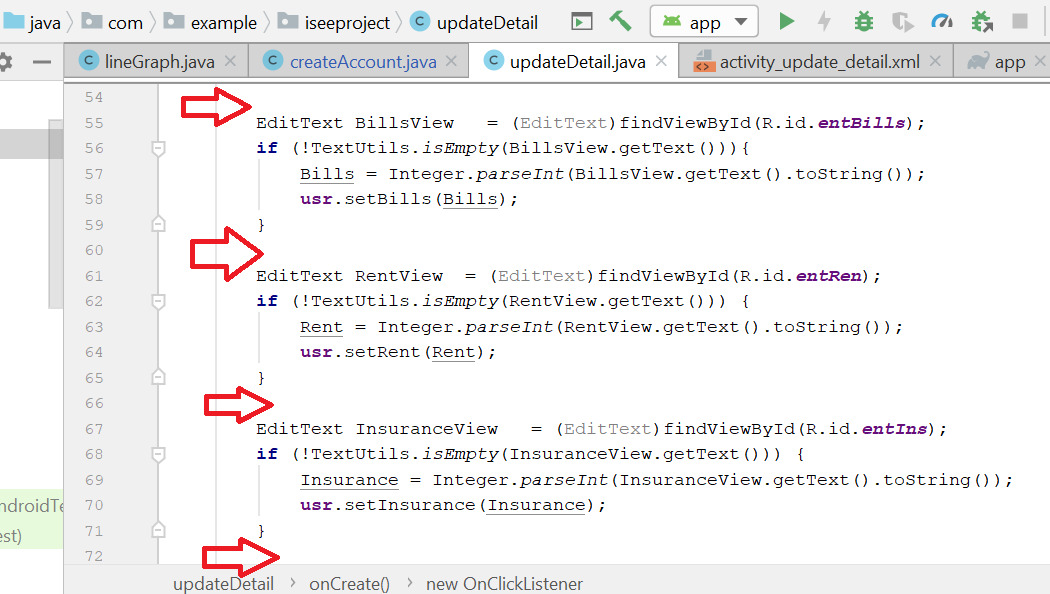 java com example iseeproject C updateDetail app
C lineGraph.java C createAccount.java C updateDetail.java <> activity_update_detail.xml app
54
55 EditText BillsView = (EditText)findViewById(R.id.entBills);
56 if (!TextUtils.isEmpty(BillsView.getText())){
57 Bills = Integer.parseInt(BillsView.getText().toString());
58 usr.setBills(Bills);
59 }
60
61 EditText RentView = (EditText)findViewById(R.id.entRen);
62 if (!TextUtils.isEmpty(RentView.getText())) {
63 Rent = Integer.parseInt(RentView.getText().toString());
64 usr.setRent(Rent);
65 }
66
67 EditText InsuranceView = (EditText)findViewById(R.id.entIns);
68 if (!TextUtils.isEmpty(InsuranceView.getText())) {
69 Insurance = Integer.parseInt(InsuranceView.getText().toString());
70 usr.setInsurance(Insurance);
71 }
72
ndroidTe
est)
updateDetail › onCreate() › new OnClickListener